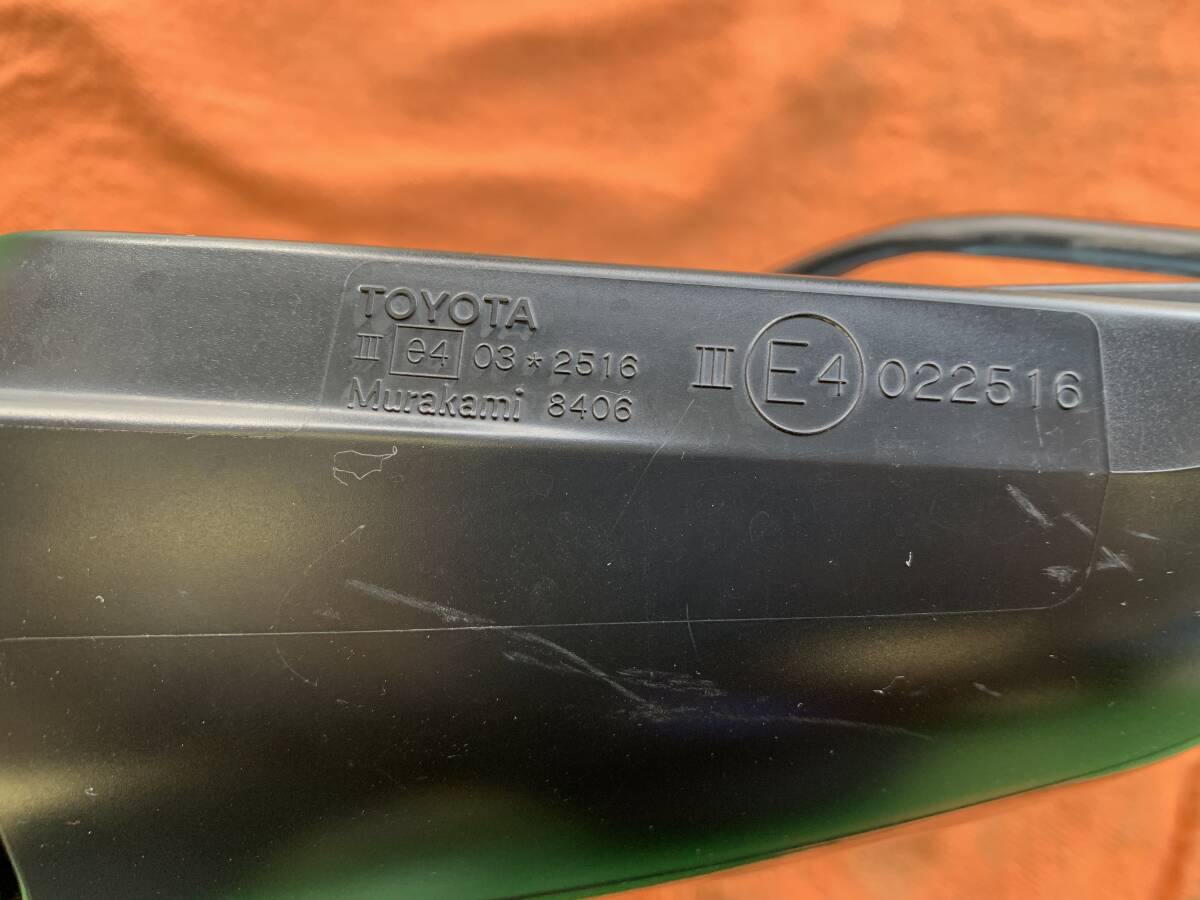 TOYOTA
III e4 03*2516
Murakami 8406
III E4 022516